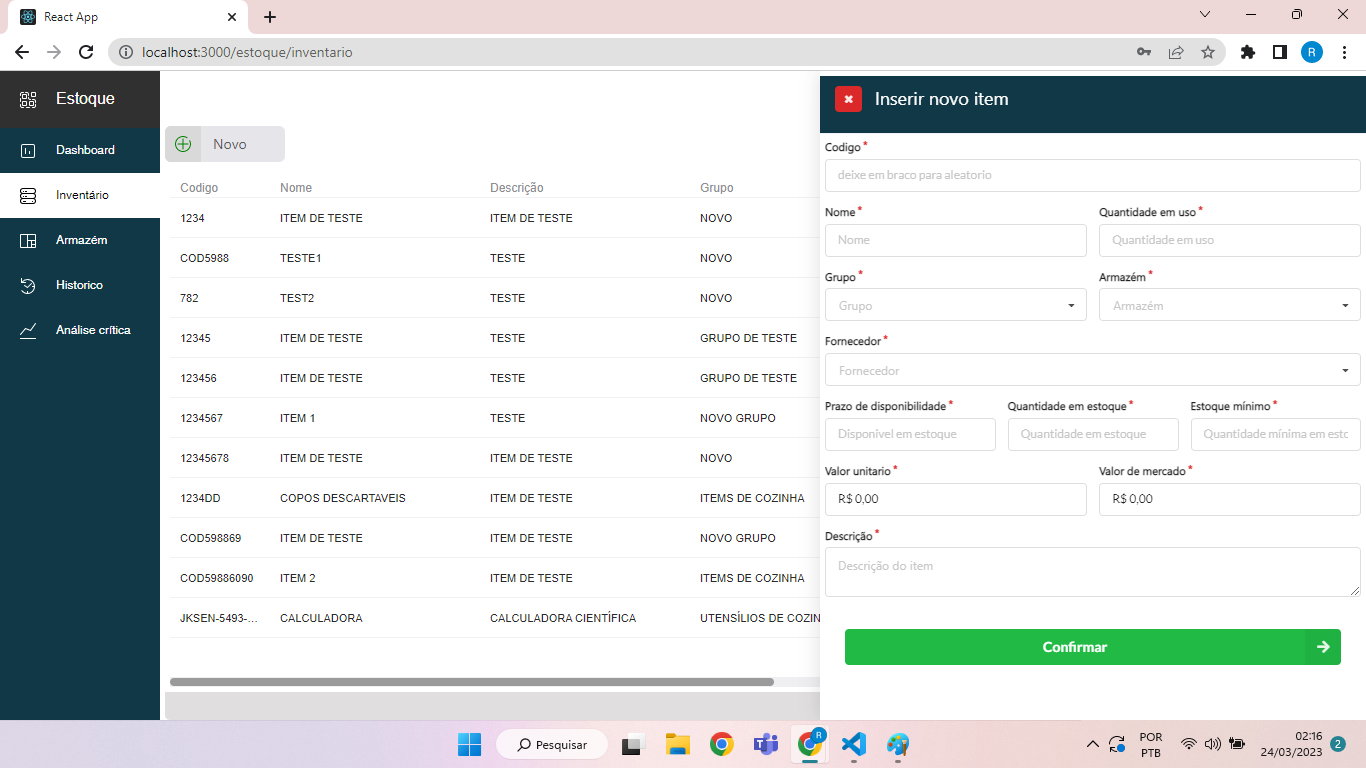 React App
localhost:3000/estoque/inventario
R
Estoque
Dashboard
Inventário
Armazém
Historico
Análise crítica
Novo
Codigo Nome Descrição Grupo
1234 ITEM DE TESTE ITEM DE TESTE NOVO
COD5988 TESTE1 TESTE NOVO
782 TEST2 TESTE NOVO
12345 ITEM DE TESTE TESTE GRUPO DE TESTE
123456 ITEM DE TESTE TESTE GRUPO DE TESTE
1234567 ITEM 1 TESTE NOVO GRUPO
12345678 ITEM DE TESTE ITEM DE TESTE NOVO
1234DD COPOS DESCARTAVEIS ITEM DE TESTE ITEMS DE COZINHA
COD598869 ITEM DE TESTE ITEM DE TESTE NOVO GRUPO
COD59886090 ITEM 2 ITEM DE TESTE ITEMS DE COZINHA
JKSEN-5493-... CALCULADORA CALCULADORA CIENTÍFICA UTENSÍLIOS DE COZIN
Inserir novo item
Codigo *
deixe em braco para aleatorio
Nome * Quantidade em uso *
Nome Quantidade em uso
Grupo * Armazém *
Grupo Armazém
Fornecedor *
Fornecedor
Prazo de disponibilidade * Quantidade em estoque * Estoque mínimo *
Disponivel em estoque Quantidade em estoque Quantidade mínima em estc
Valor unitario * Valor de mercado *
R$ 0,00 R$ 0,00
Descrição *
Descrição do item
Confirmar
Pesquisar
R
POR
PTB
02:16
24/03/2023
2